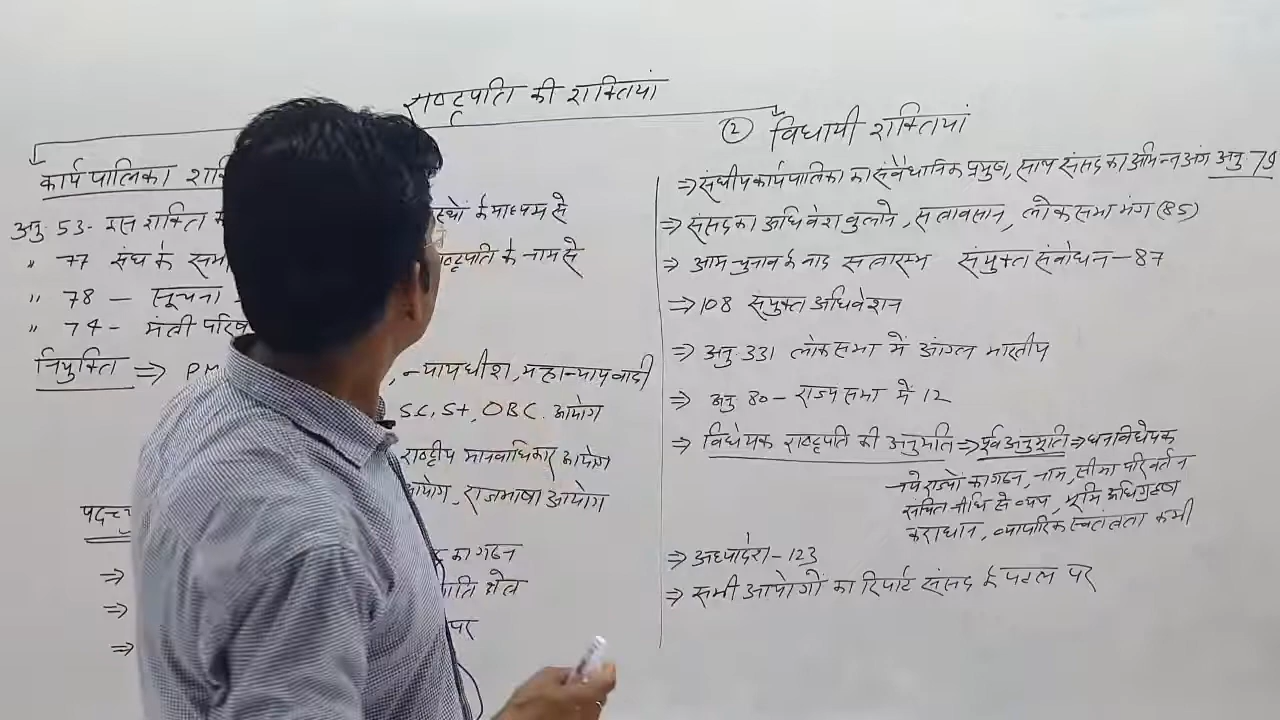 राष्ट्रपति की शक्तियां
कार्यपालिका शक्
अनु. 53- इस शक्ति स्थों के माध्यम से
" 77 संघ के सभी राष्ट्रपति के नाम से
" 78 - सूचना
" 74 - मंत्री परिष
नियुक्ति ⇒ PM , न्यायधीश, महान्यायवादी
SC, St, OBC आयोग
राष्ट्रीय मानवाधिकार आयोग
आयोग, राजभाषा आयोग
पदच्यु
⇒ का गठन
⇒ जाति क्षेत्र
⇒ पर
② विधायी शक्तियां
⇒ संघीय कार्यपालिका का संवैधानिक प्रमुख, साथ संसद का अभिन्न अंग अनु. 79
⇒ संसद का अधिवेश बुलाने, सत्रावसान, लोकसभा भंग (85)
⇒ आम चुनाव के बाद सत्रारम्भ संयुक्त संबोधन - 87
⇒ 108 संयुक्त अधिवेशन
⇒ अनु. 331 लोकसभा में आंग्ल भारतीय
⇒ अनु 80 - राज्यसभा में 12
⇒ विधेयक राष्ट्रपति की अनुमति ⇒ पूर्व अनुमति ⇒ धनविधेयक
नये राज्यों का गठन, नाम, सीमा परिवर्तन
संचित नीधि से व्यय, भूमि अधिग्रहण
कराधान, व्यापारिक स्वतंत्रता कमी
⇒ अध्यादेश - 123
⇒ सभी आयोगों का रिपोर्ट संसद के पटल पर